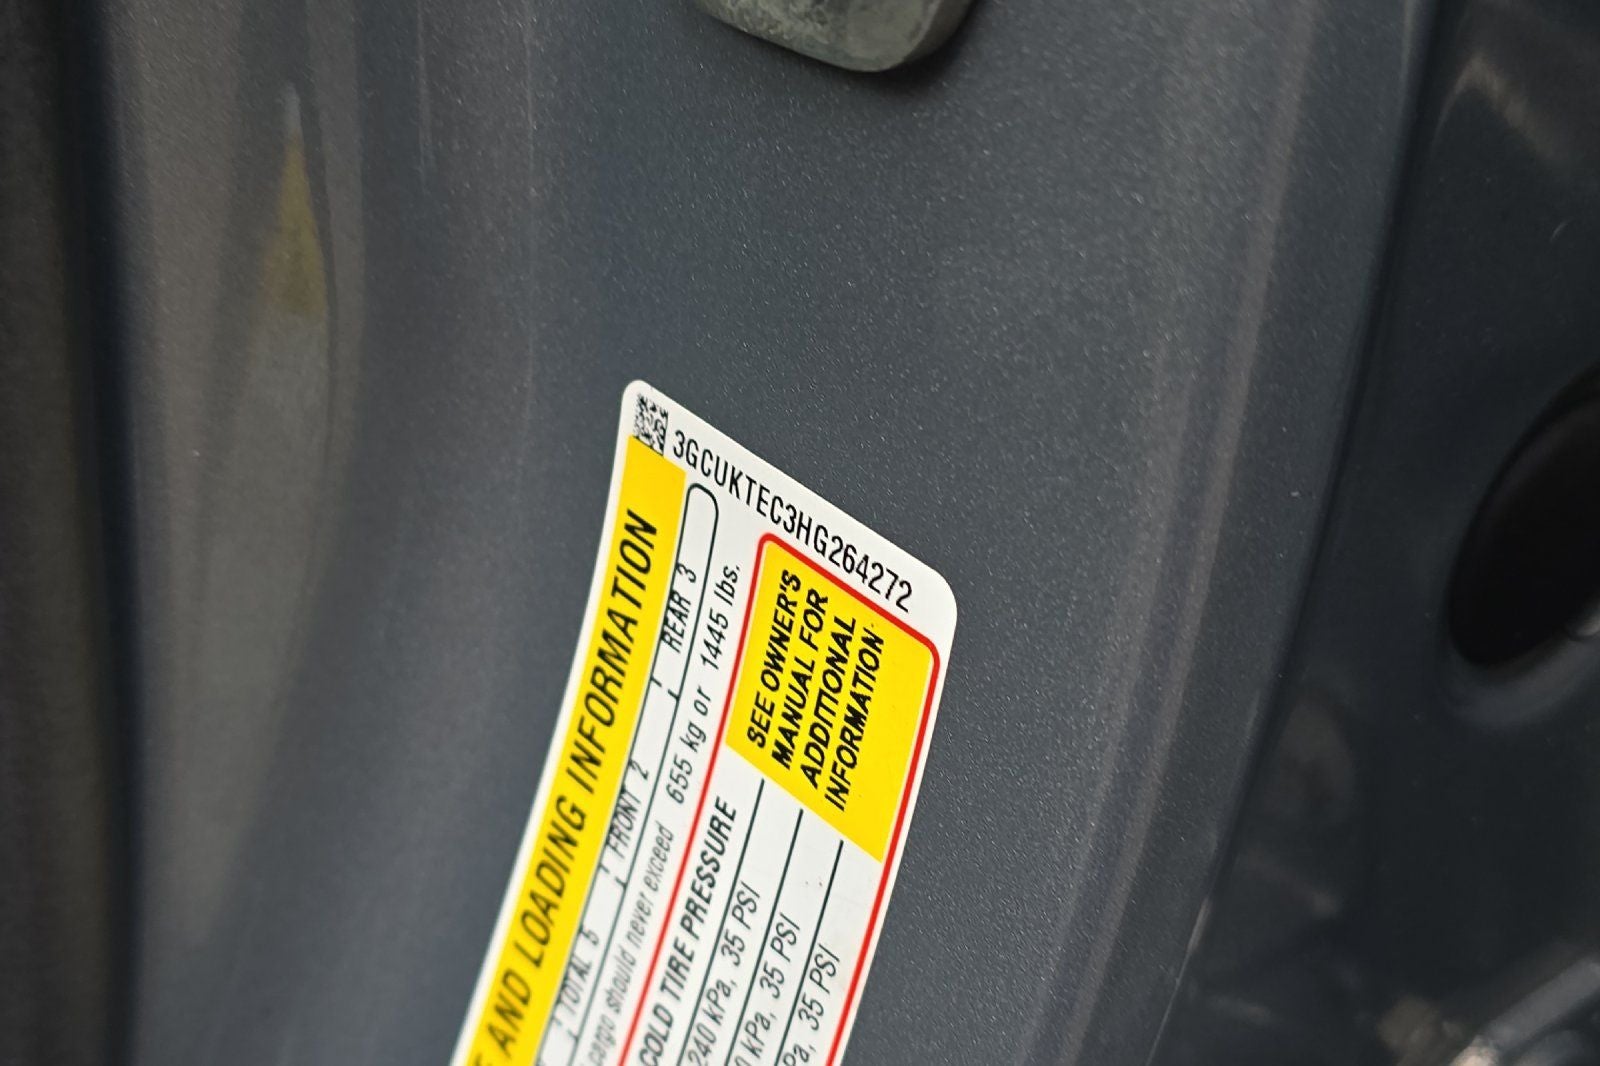 3GCUKTEC3HG264272
AND LOADING INFORMATION
TOTAL 5 FRONT 2 REAR 3
cargo should never exceed 655 kg or 1445 lbs.
COLD TIRE PRESSURE
SEE OWNER'S
MANUAL FOR
ADDITIONAL
INFORMATION
240 kPa, 35 PSI
kPa, 35 PSI
35 PSI